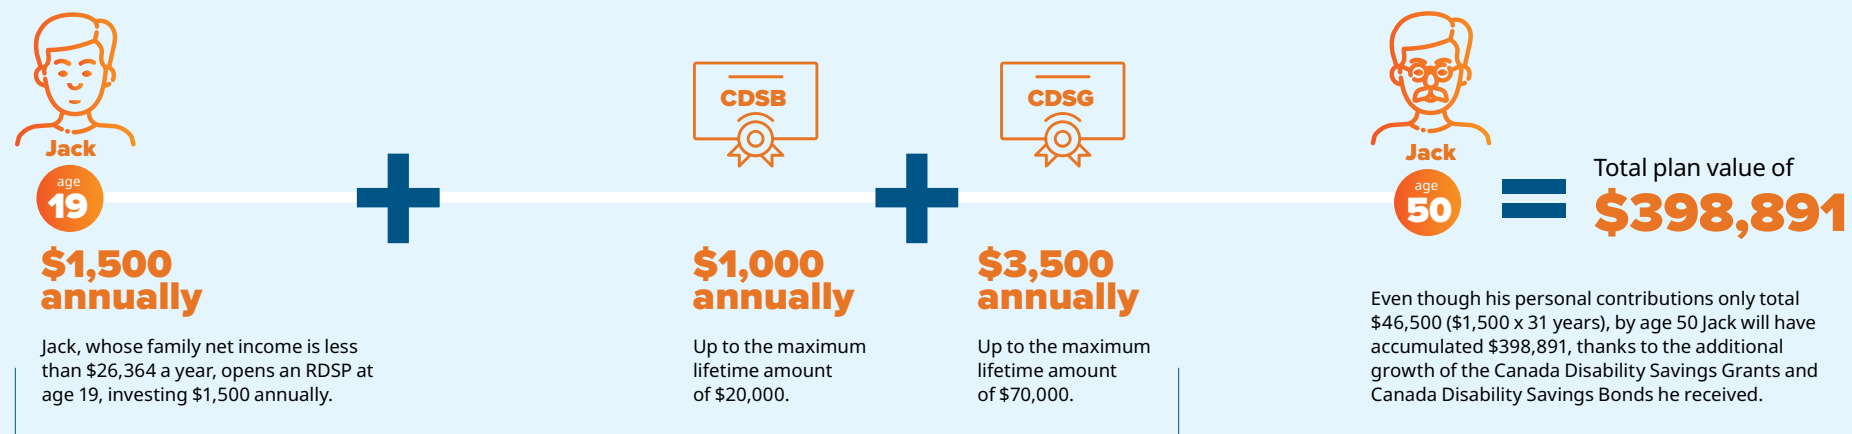 CDSB
CDSG
Jack
Jack
age
19
age
50
Total plan value of
$398,891
$1,500
annually
Jack, whose family net income is less
than $26,364 a year, opens an RDSP at
age 19, investing $1,500 annually.
$1,000
annually
Up to the maximum
lifetime amount
of $20,000.
$3,500
annually
Up to the maximum
lifetime amount
of $70,000.
Even though his personal contributions only total
$46,500 ($1,500 x 31 years), by age 50 Jack will have
accumulated $398,891, thanks to the additional
growth of the Canada Disability Savings Grants and
Canada Disability Savings Bonds he received.